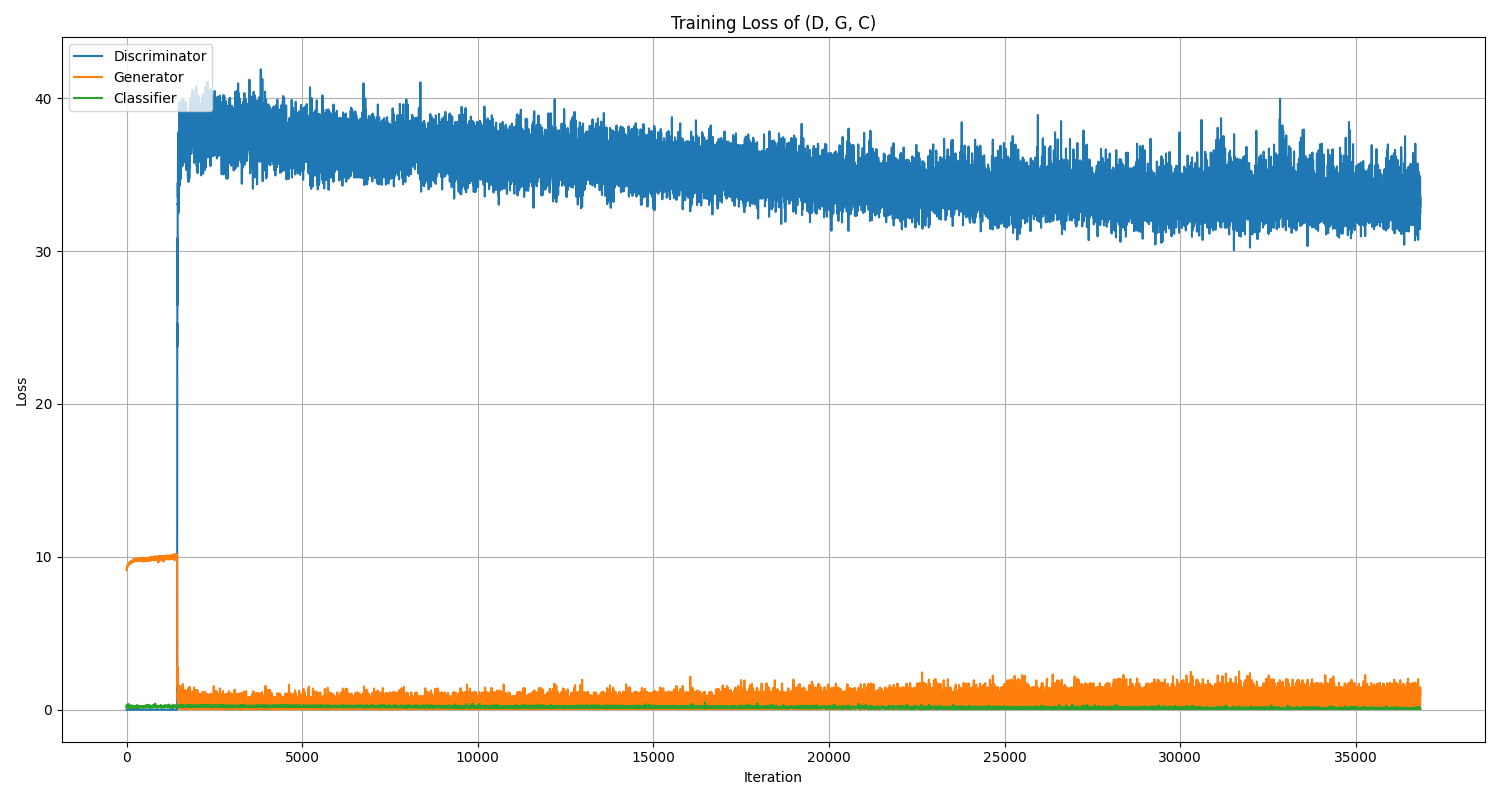 Training Loss of (D, G, C)
Discriminator
Generator
Classifier
40
30
20
10
0
Loss
0 5000 10000 15000 20000 25000 30000 35000
Iteration